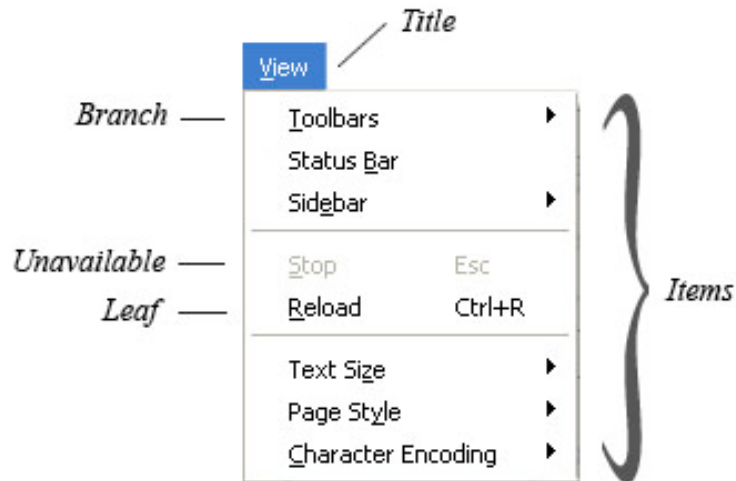 Title
View
Branch
Toolbars
Status Bar
Sidebar
Unavailable
Stop Esc
Leaf
Reload Ctrl+R
Items
Text Size
Page Style
Character Encoding